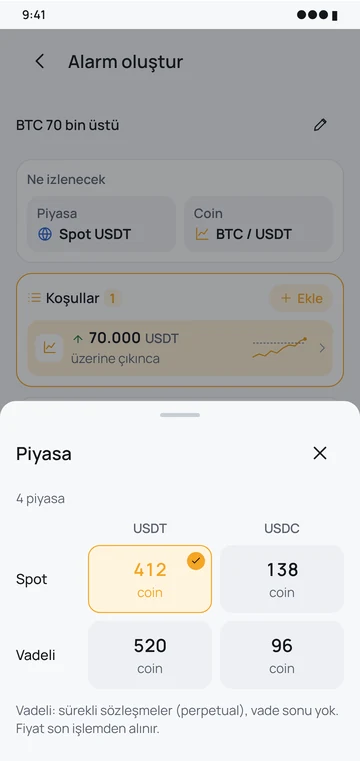 9:41
Alarm oluştur
BTC 70 bin üstü
Ne izlenecek
Piyasa
Spot USDT
Coin
BTC / USDT
Koşullar 1
+ Ekle
↑ 70.000 USDT
üzerine çıkınca
Piyasa
4 piyasa
USDT USDC
Spot
412
coin
138
coin
Vadeli
520
coin
96
coin
Vadeli: sürekli sözleşmeler (perpetual), vade sonu yok.
Fiyat son işlemden alınır.